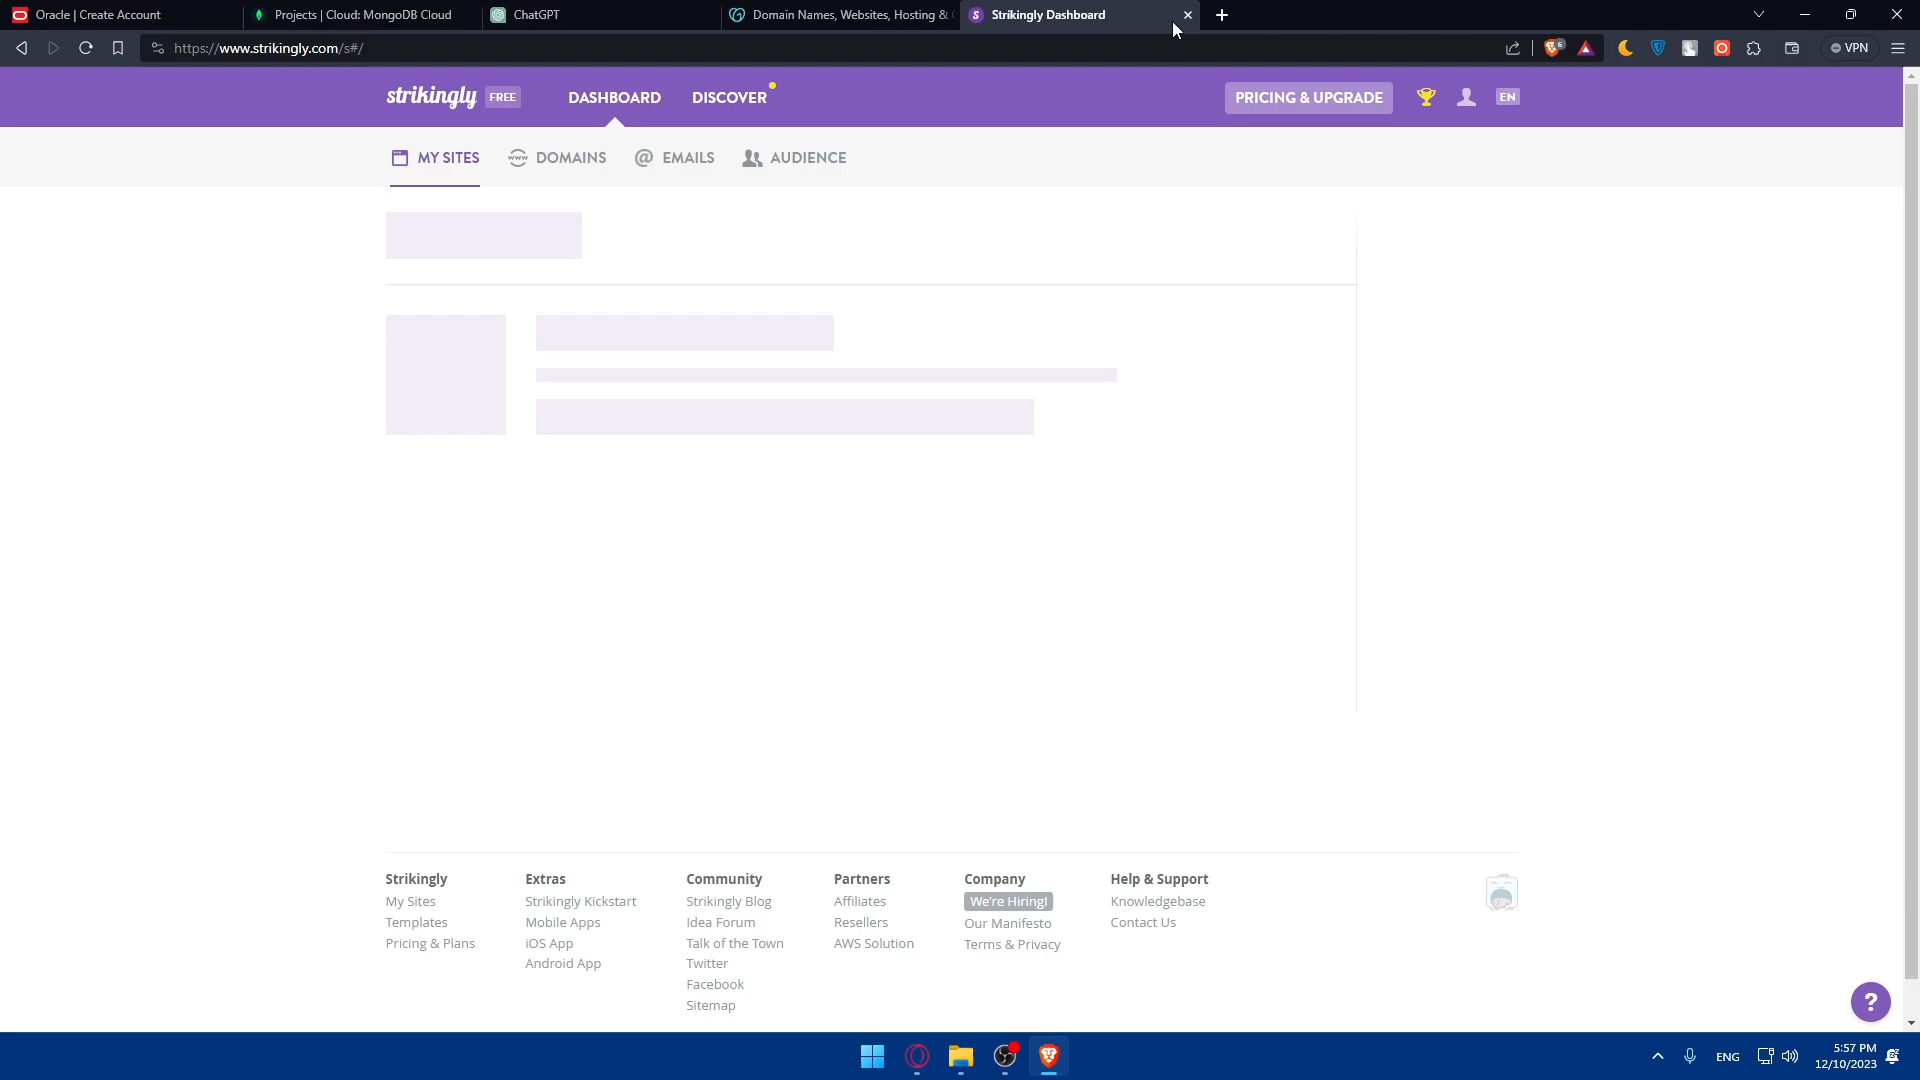 Oracle | Create Account
Projects | Cloud: MongoDB Cloud
ChatGPT
Domain Names, Websites, Hosting &
Strikingly Dashboard
https://www.strikingly.com/s#/
6
VPN
strikingly FREE
DASHBOARD
DISCOVER
PRICING & UPGRADE
EN
MY SITES
WWW DOMAINS
@ EMAILS
AUDIENCE
Strikingly
My Sites
Templates
Pricing & Plans
Extras
Strikingly Kickstart
Mobile Apps
iOS App
Android App
Community
Strikingly Blog
Idea Forum
Talk of the Town
Twitter
Facebook
Sitemap
Partners
Affiliates
Resellers
AWS Solution
Company
We're Hiring!
Our Manifesto
Terms & Privacy
Help & Support
Knowledgebase
Contact Us
?
ENG
5:57 PM
12/10/2023